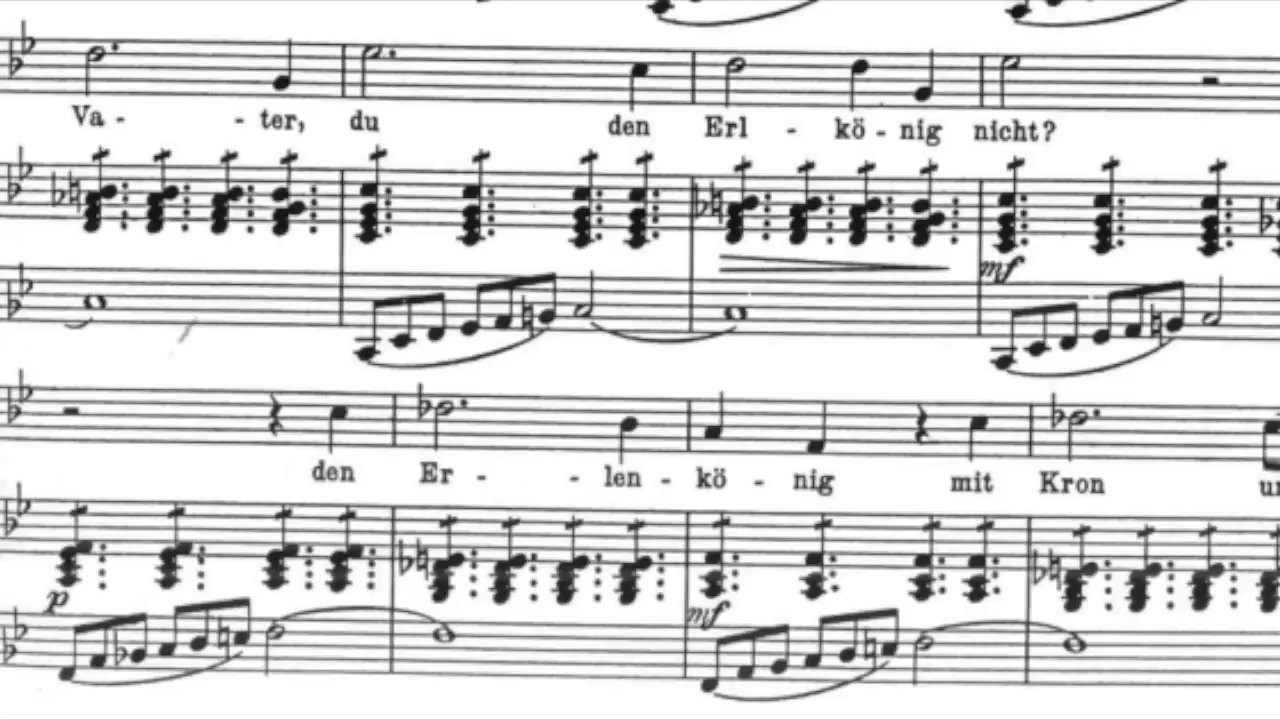 Va - - ter, du den Erl - kö - nig nicht?
mf
den Er - - len - kö - nig mit Kron
p mf